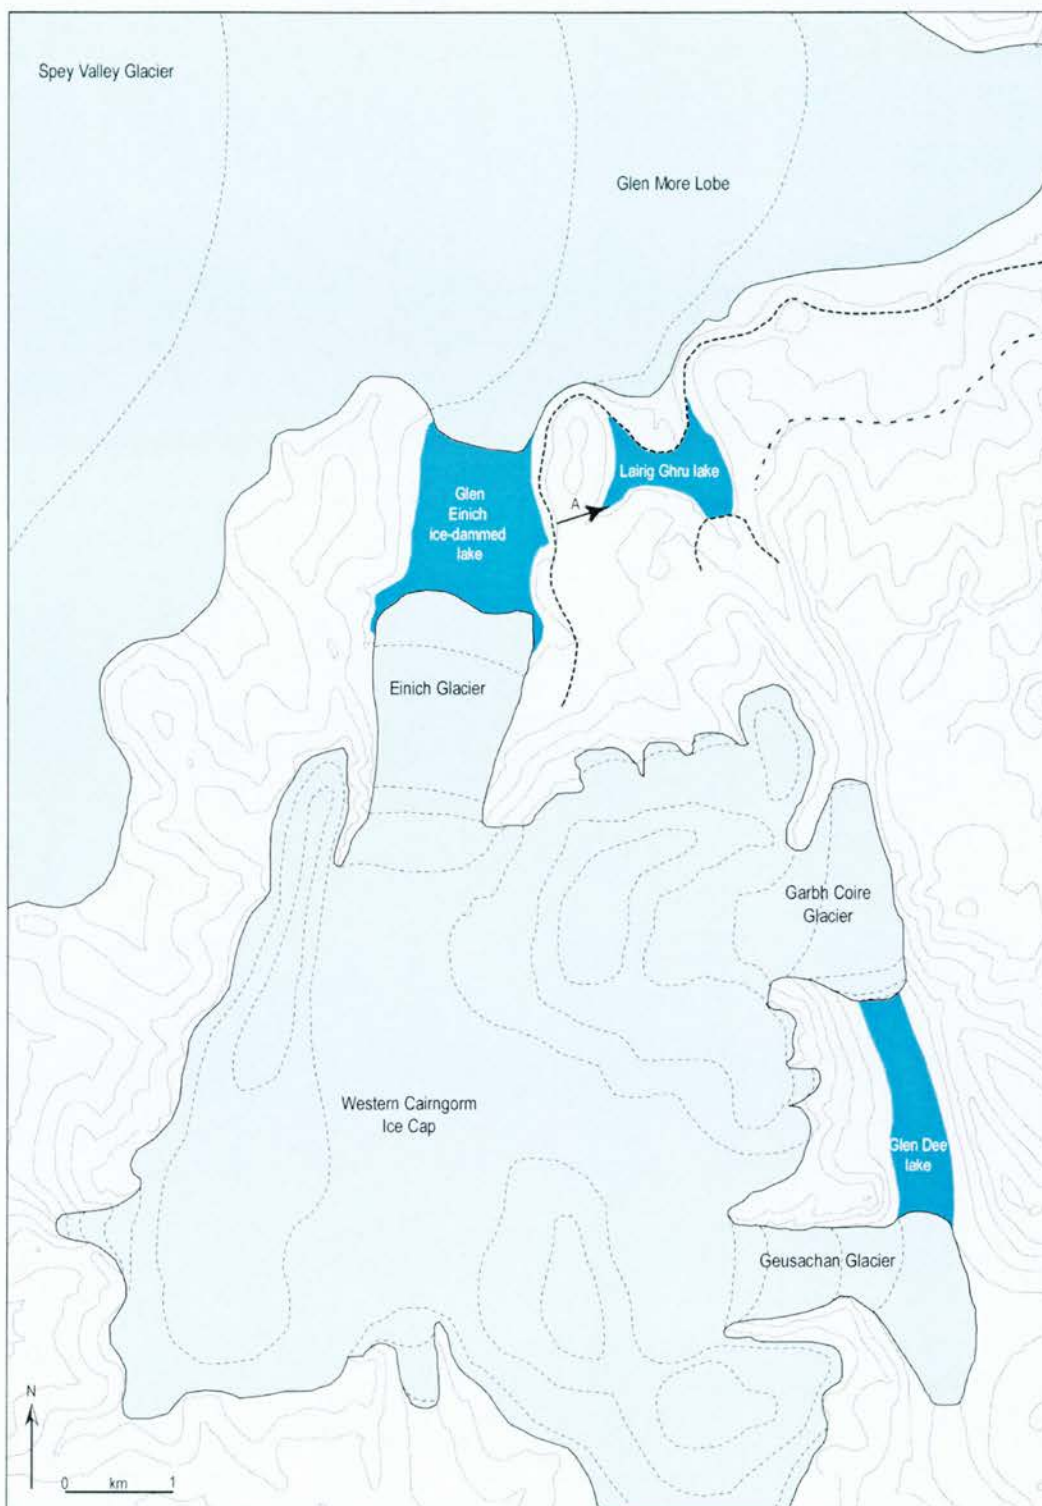 Spey Valley Glacier
Glen More Lobe
Lairig Ghru lake
Glen
Einich
ice-dammed
lake
A
Einich Glacier
Garbh Coire
Glacier
Western Cairngorm
Ice Cap
Glen Dee
lake
Geusachan Glacier
N
0 km 1